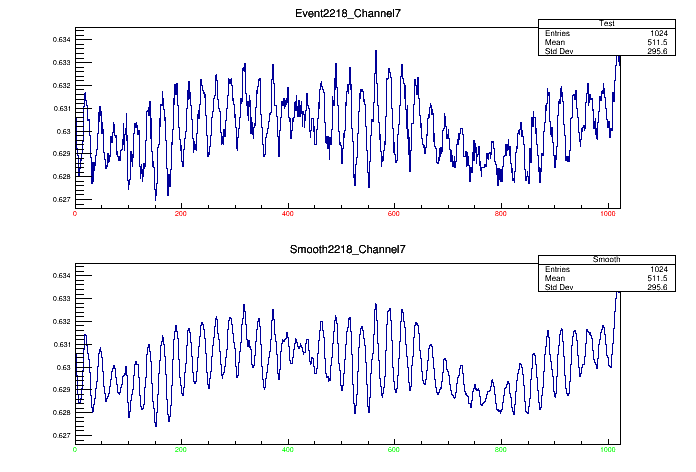 Event2218_Channel7
Test
Entries 1024
Mean 511.5
Std Dev 295.6
0.634
0.633
0.632
0.631
0.63
0.629
0.628
0.627
0 200 400 600 800 1000
Smooth2218_Channel7
Smooth
Entries 1024
Mean 511.5
Std Dev 295.6
0.634
0.633
0.632
0.631
0.63
0.629
0.628
0.627
0 200 400 600 800 1000